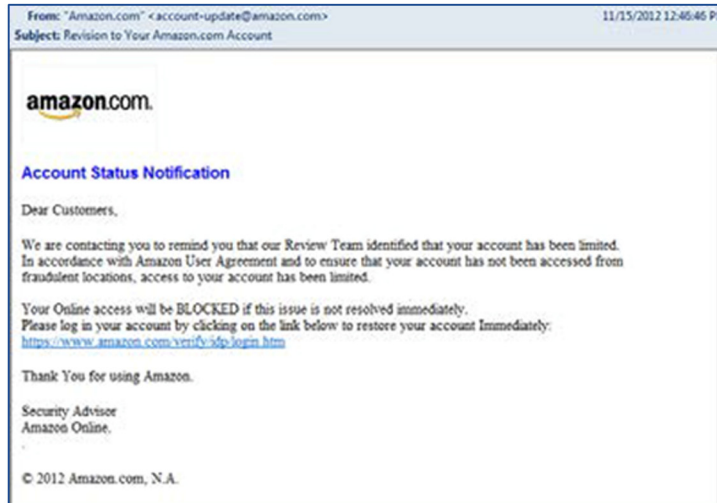 From: "Amazon.com" <account-update@amazon.com> 11/15/2012 12:46:46 P
Subject: Revision to Your Amazon.com Account
amazon.com.
Account Status Notification
Dear Customers,
We are contacting you to remind you that our Review Team identified that your account has been limited.
In accordance with Amazon User Agreement and to ensure that your account has not been accessed from
fraudulent locations, access to your account has been limited.
Your Online access will be BLOCKED if this issue is not resolved immediately.
Please log in your account by clicking on the link below to restore your account Immediately:
https://www.amazon.com/verify/idp/login.htm
Thank You for using Amazon.
Security Advisor
Amazon Online.
.
© 2012 Amazon.com, N.A.